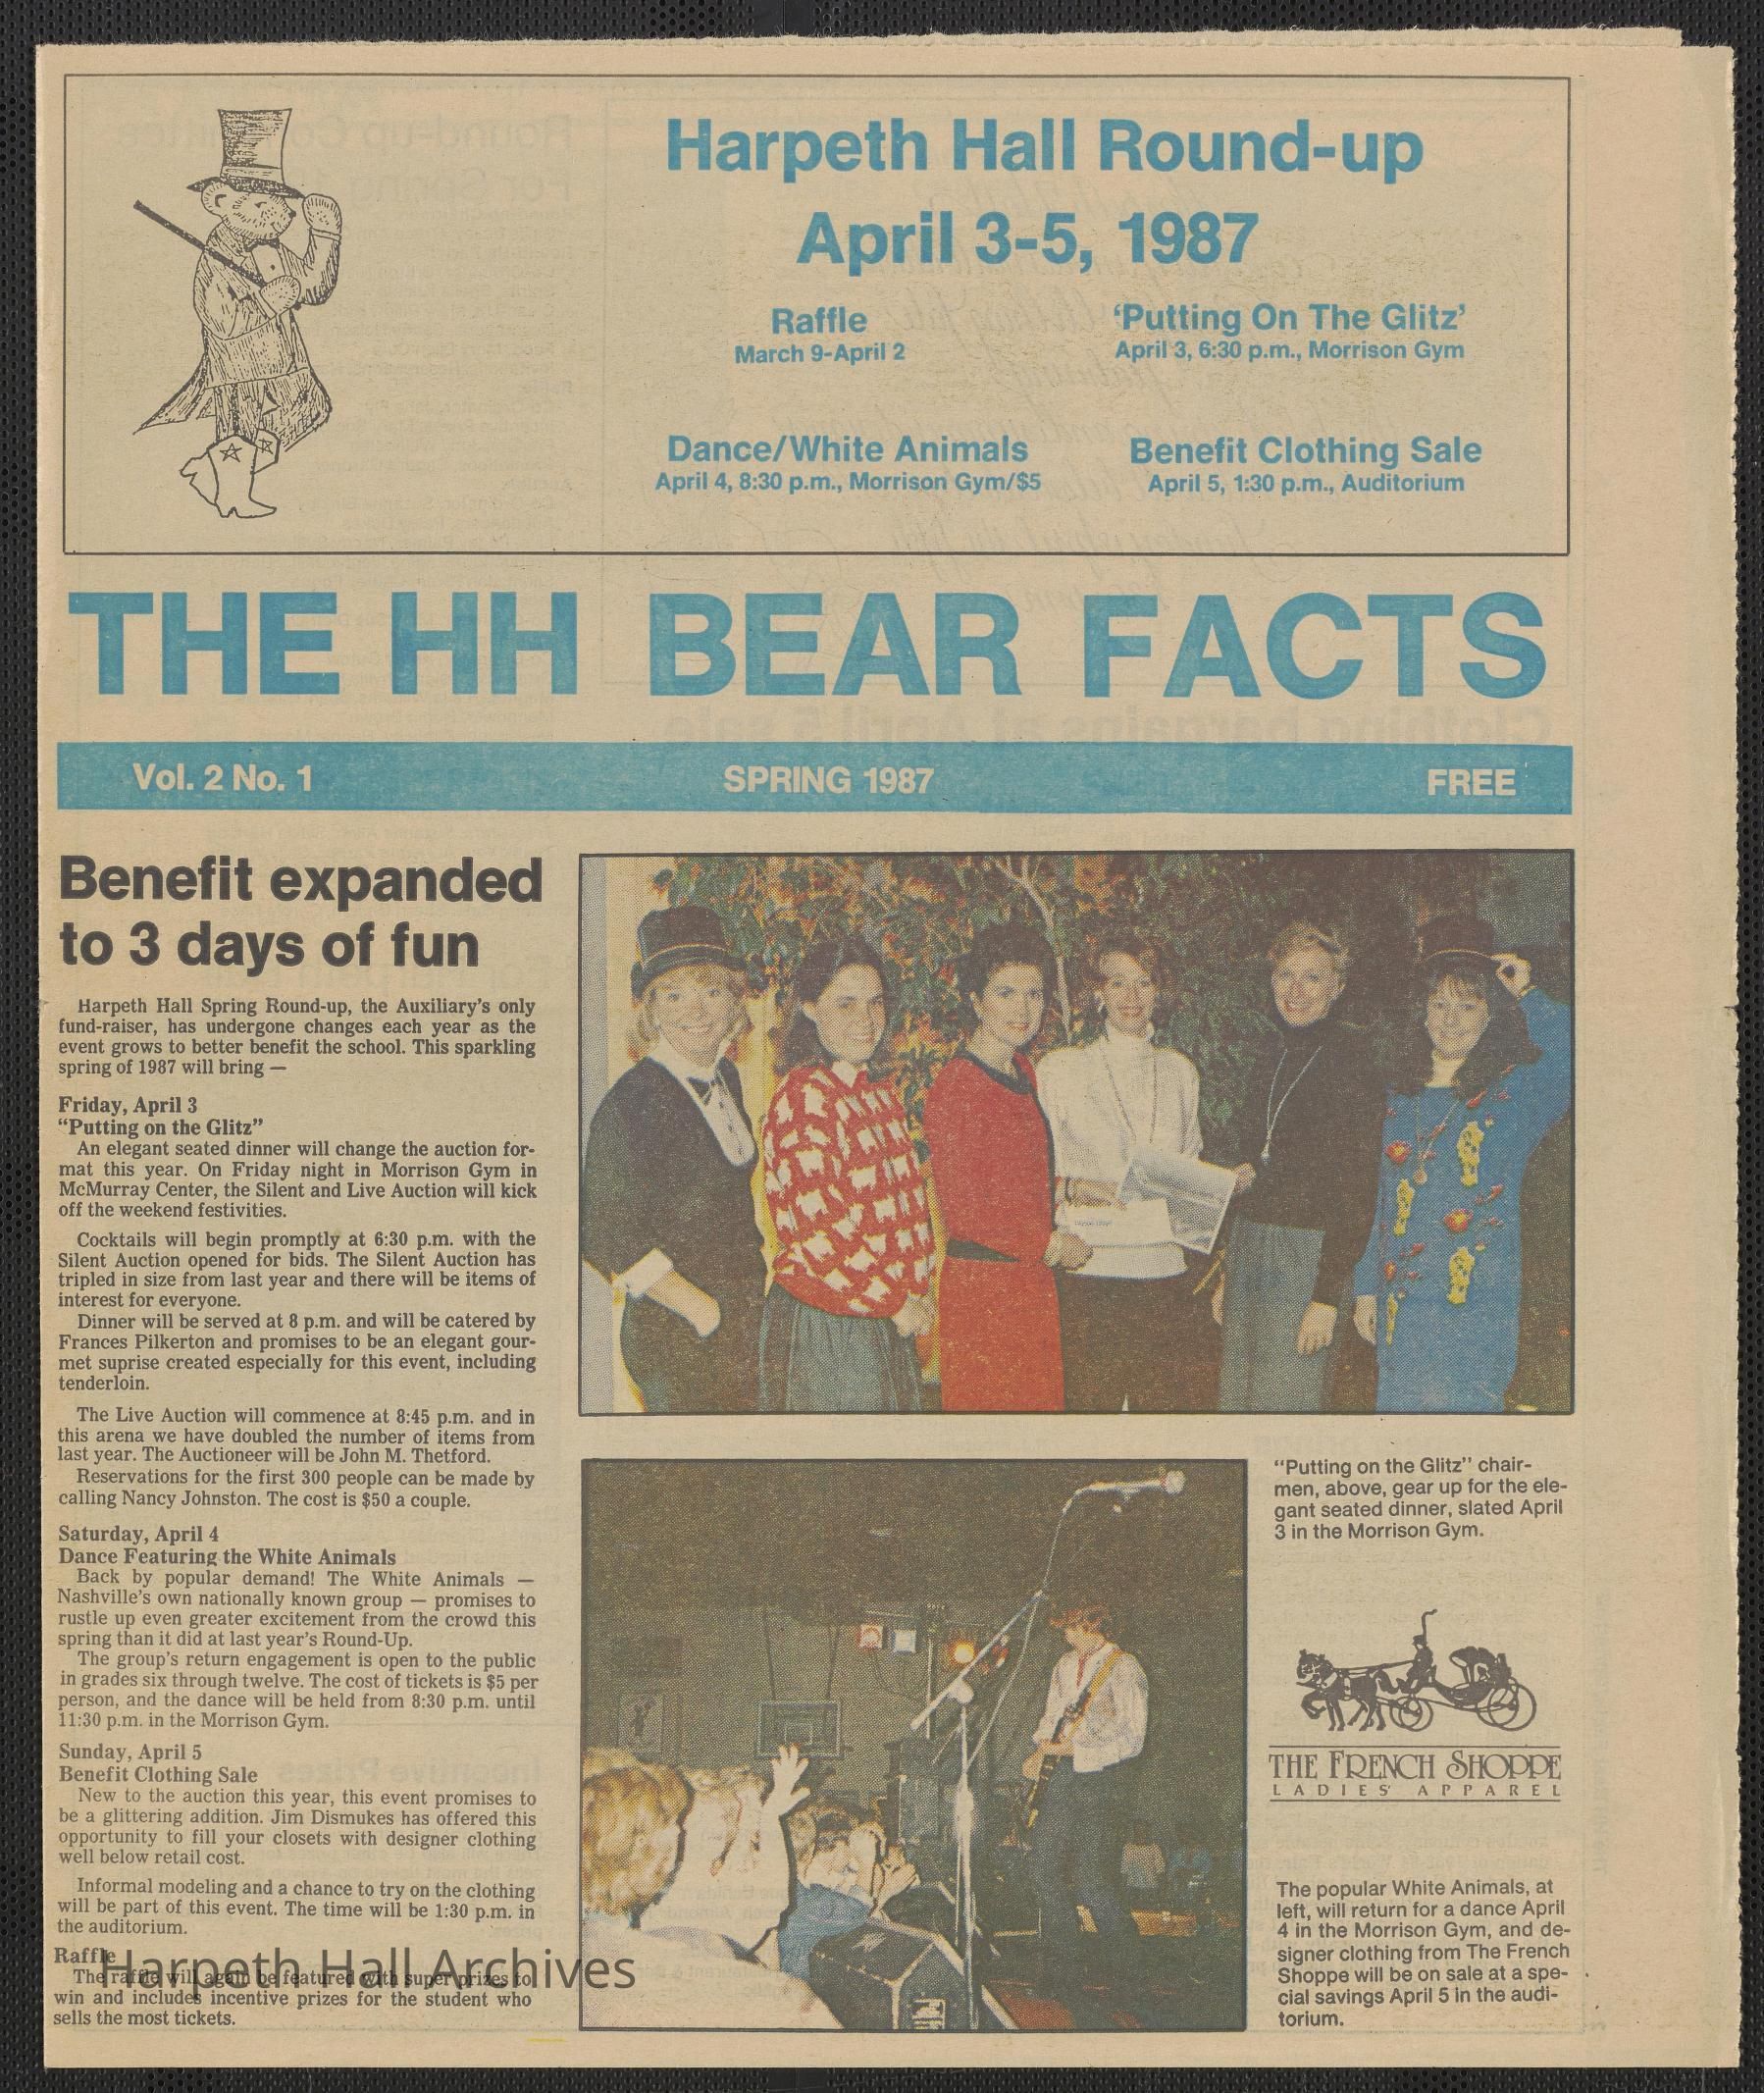 Harpeth Hall Round-up
April 3-5, 1987
Raffle
March 9-April 2
‘Putting On The Glitz’
April 3, 6:30 p.m., Morrison Gym
Dance/White Animals
April 4, 8:30 p.m., Morrison Gym/$5
Benefit Clothing Sale
April 5, 1:30 p.m., Auditorium
THE HH BEAR FACTS
Vol. 2 No. 1 SPRING 1987 FREE
Benefit expanded
to 3 days of fun
Harpeth Hall Spring Round-up, the Auxiliary’s only
fund-raiser, has undergone changes each year as the
event grows to better benefit the school. This sparkling
spring of 1987 will bring —
Friday, April 3
“Putting on the Glitz”
An elegant seated dinner will change the auction for-
mat this year. On Friday night in Morrison Gym in
McMurray Center, the Silent and Live Auction will kick
off the weekend festivities.
Cocktails will begin promptly at 6:30 p.m. with the
Silent Auction opened for bids. The Silent Auction has
tripled in size from last year and there will be items of
interest for everyone.
Dinner will be served at 8 p.m. and will be catered by
Frances Pilkerton and promises to be an elegant gour-
met suprise created especially for this event, including
tenderloin.
The Live Auction will commence at 8:45 p.m. and in
this arena we have doubled the number of items from
last year. The Auctioneer will be John M. Thetford.
Reservations for the first 300 people can be made by
calling Nancy Johnston. The cost is $50 a couple.
Saturday, April 4
Dance Featuring the White Animals
Back by popular demand! The White Animals —
Nashville’s own nationally known group — promises to
rustle up even greater excitement from the crowd this
spring than it did at last year’s Round-Up.
The group’s return engagement is open to the public
in grades six through twelve. The cost of tickets is $5 per
person, and the dance will be held from 8:30 p.m. until
11:30 p.m. in the Morrison Gym.
Sunday, April 5
Benefit Clothing Sale
New to the auction this year, this event promises to
be a glittering addition. Jim Dismukes has offered this
opportunity to fill your closets with designer clothing
well below retail cost.
Informal modeling and a chance to try on the clothing
will be part of this event. The time will be 1:30 p.m. in
the auditorium.
Raffle
The raffle will again be featured with super prizes to
win and includes incentive prizes for the student who
sells the most tickets.
Harpeth Hall Archives
“Putting on the Glitz” chair-
men, above, gear up for the ele-
gant seated dinner, slated April
3 in the Morrison Gym.
THE FRENCH SHOPPE
LADIES' APPAREL
The popular White Animals, at
left, will return for a dance April
4 in the Morrison Gym, and de-
signer clothing from The French
Shoppe will be on sale at a spe-
cial savings April 5 in the audi-
torium.